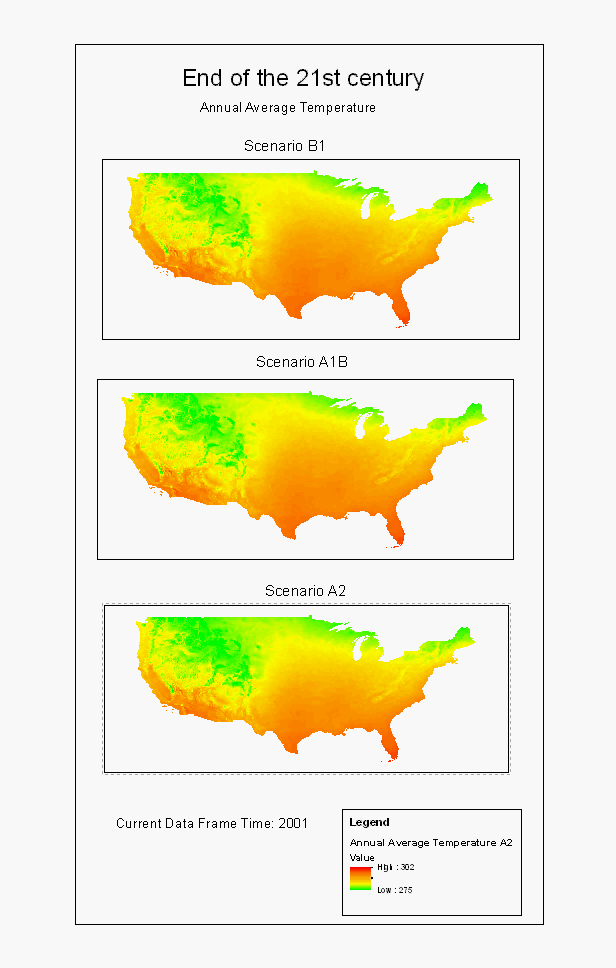 End of the 21st century
Annual Average Temperature
Scenario B1
Scenario A1B
Scenario A2
Current Data Frame Time: 2001
Legend
Annual Average Temperature A2
Value
High : 302
Low : 275